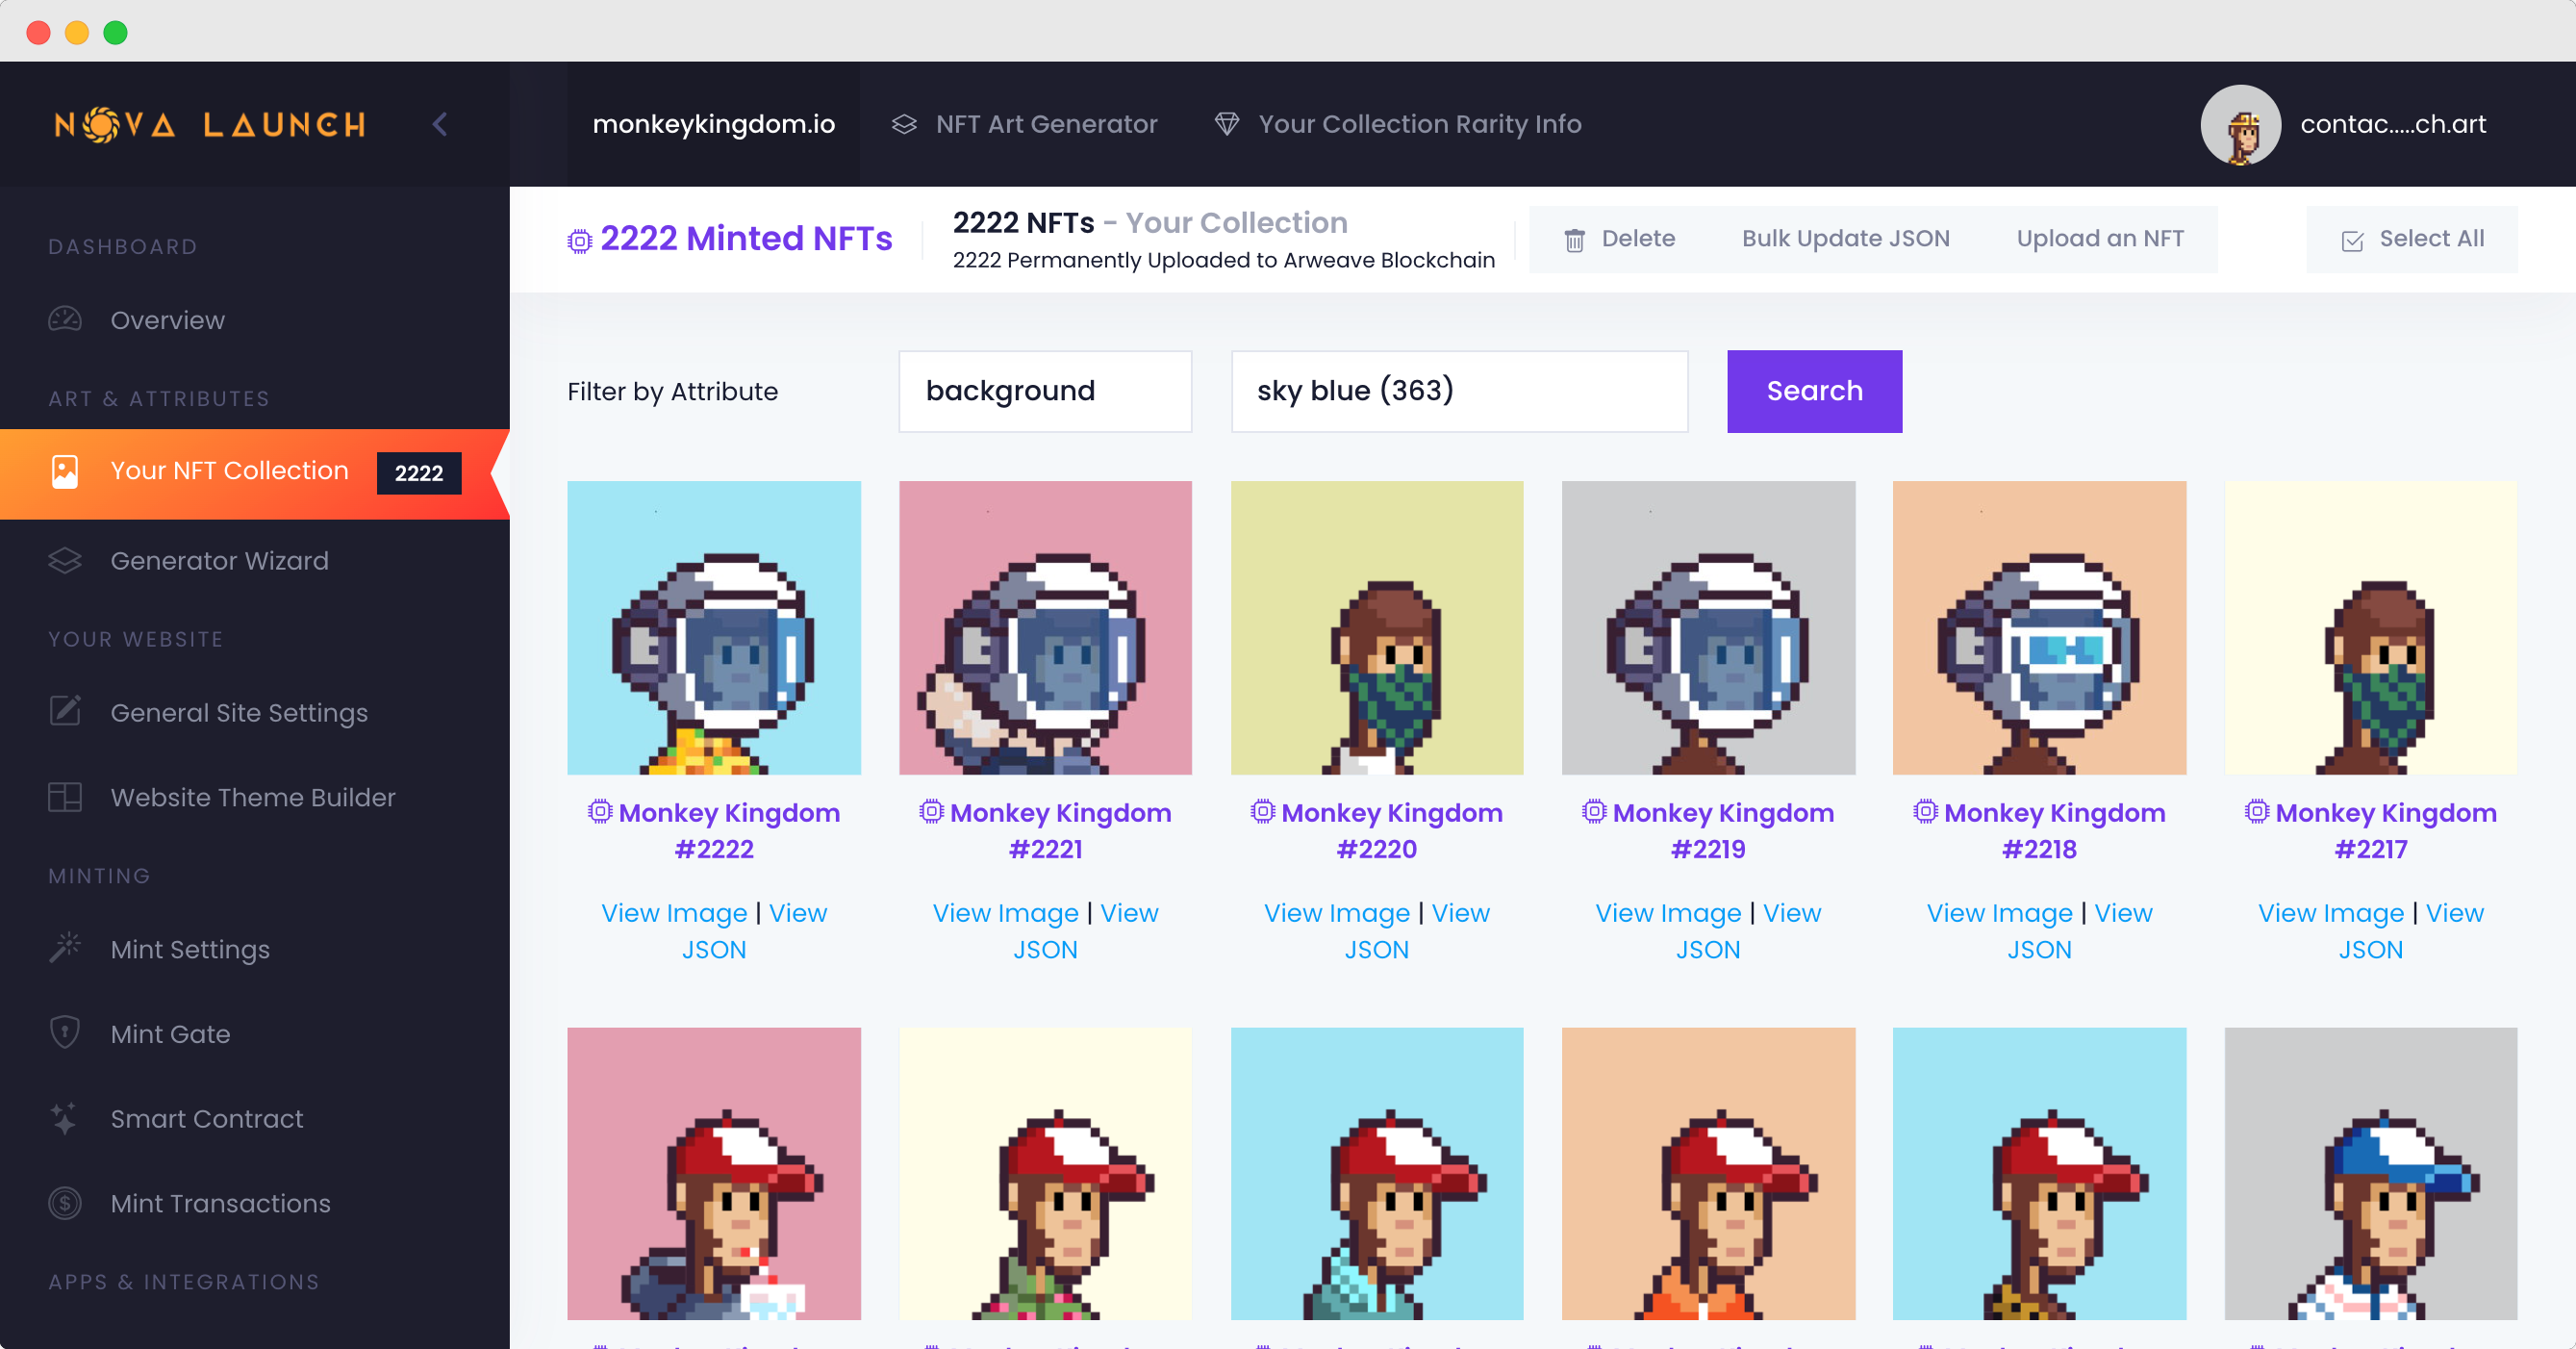 NOVA LAUNCH
monkeykingdom.io
NFT Art Generator
Your Collection Rarity Info
contac.....ch.art
DASHBOARD
Overview
ART & ATTRIBUTES
Your NFT Collection 2222
Generator Wizard
YOUR WEBSITE
General Site Settings
Website Theme Builder
MINTING
Mint Settings
Mint Gate
Smart Contract
Mint Transactions
APPS & INTEGRATIONS
2222 Minted NFTs
2222 NFTs - Your Collection
2222 Permanently Uploaded to Arweave Blockchain
Delete
Bulk Update JSON
Upload an NFT
Select All
Filter by Attribute
background
sky blue (363)
Search
Monkey Kingdom
#2222
View Image | View
JSON
Monkey Kingdom
#2221
View Image | View
JSON
Monkey Kingdom
#2220
View Image | View
JSON
Monkey Kingdom
#2219
View Image | View
JSON
Monkey Kingdom
#2218
View Image | View
JSON
Monkey Kingdom
#2217
View Image | View
JSON